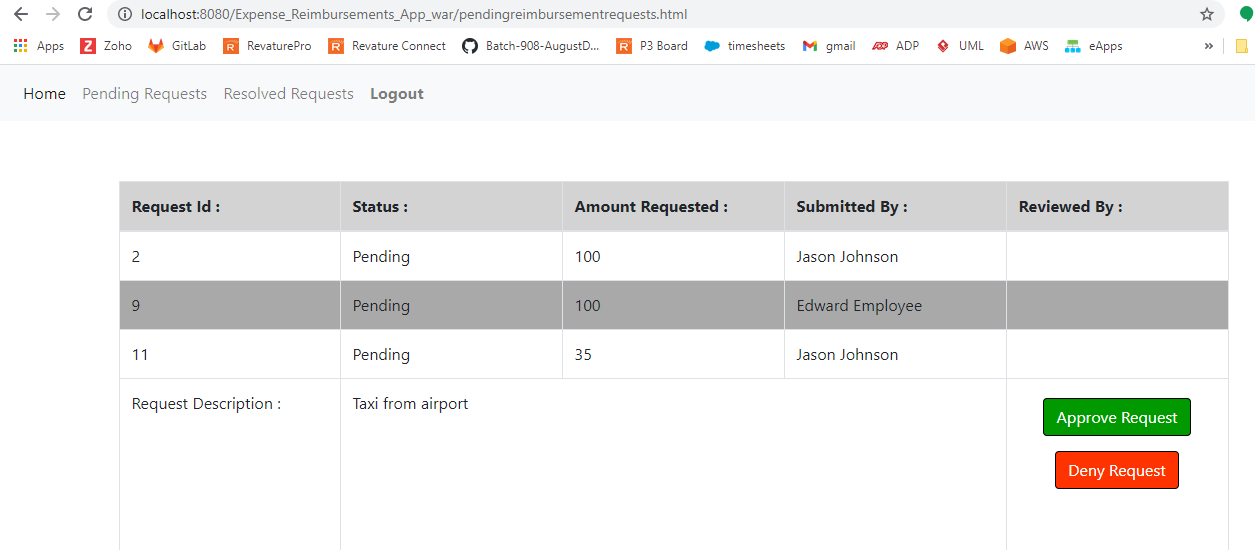 localhost:8080/Expense_Reimbursements_App_war/pendingreimbursementrequests.html
Apps Zoho GitLab RevaturePro Revature Connect Batch-908-AugustD... P3 Board timesheets gmail ADP UML AWS eApps »
Home Pending Requests Resolved Requests Logout
Request Id : Status : Amount Requested : Submitted By : Reviewed By :
2 Pending 100 Jason Johnson
9 Pending 100 Edward Employee
11 Pending 35 Jason Johnson
Request Description : Taxi from airport
Approve Request
Deny Request